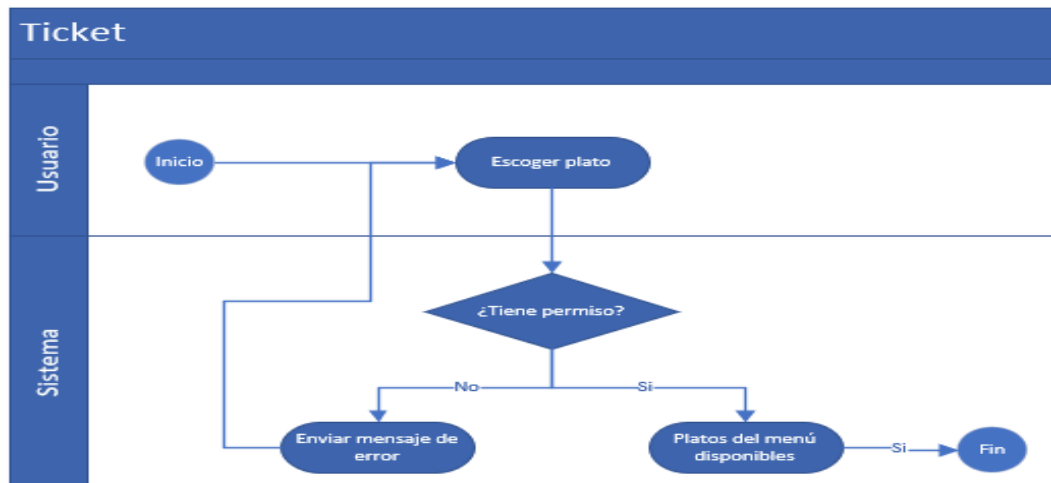 Ticket
Usuario
Inicio
Escoger plato
Sistema
¿Tiene permiso?
No
Si
Enviar mensaje de
error
Platos del menú
disponibles
Si
Fin